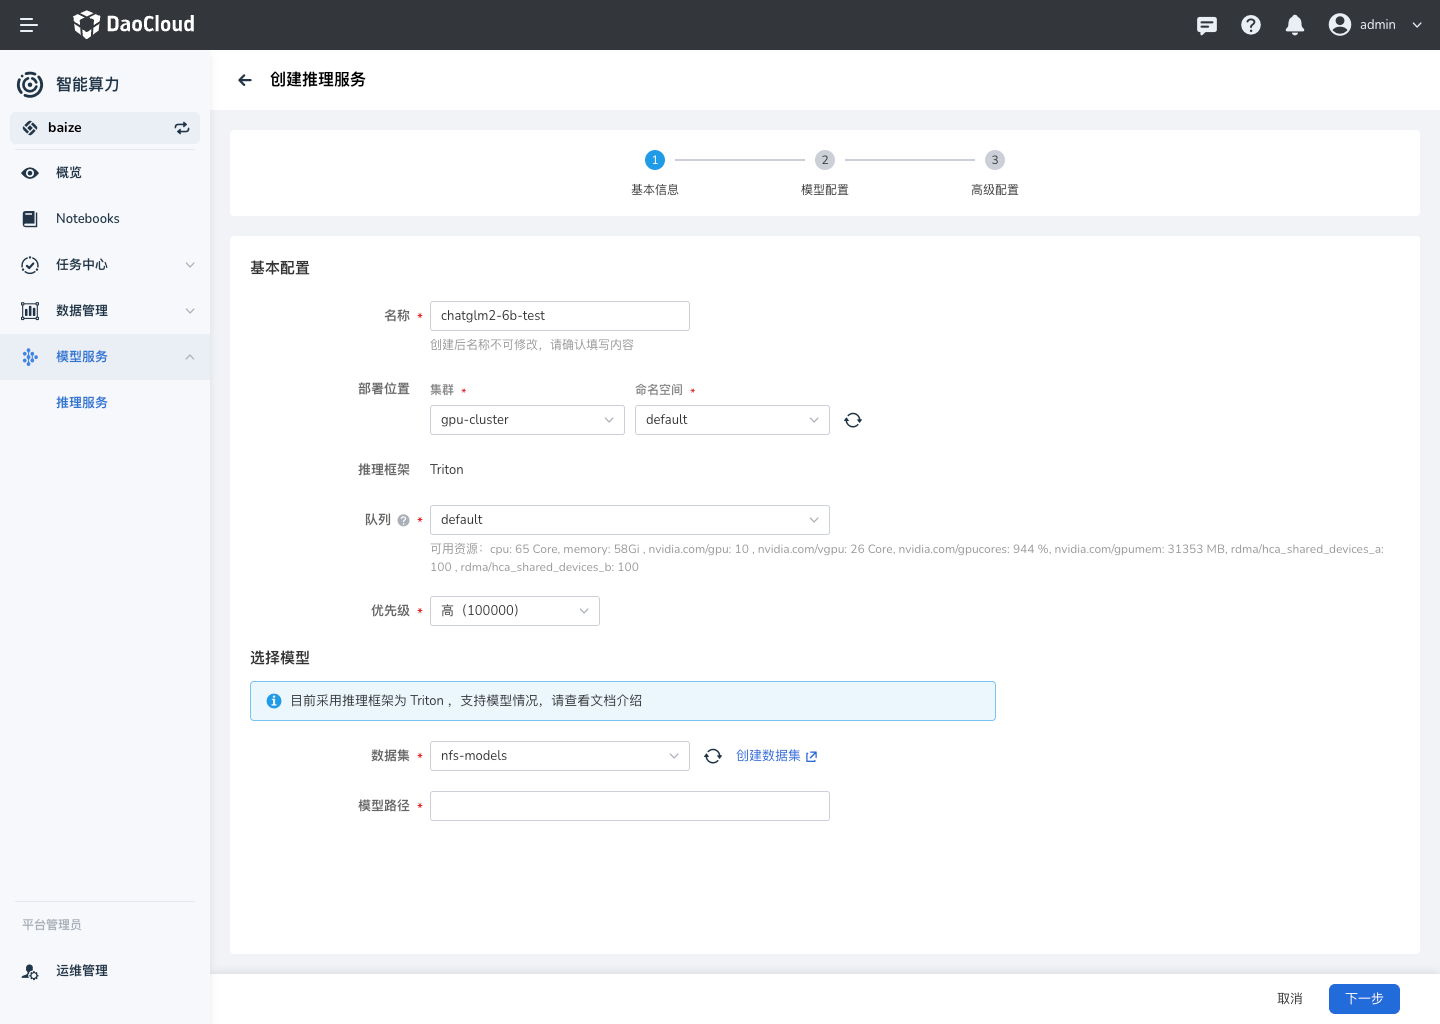 DaoCloud
admin
智能算力
baize
概览
Notebooks
任务中心
数据管理
模型服务
推理服务
平台管理员
运维管理
创建推理服务
1
2
3
基本信息
模型配置
高级配置
基本配置
名称 * chatglm2-6b-test
创建后名称不可修改，请确认填写内容
部署位置 集群 * 命名空间 *
gpu-cluster default
推理框架 Triton
队列 ? * default
可用资源：cpu: 65 Core, memory: 58Gi , nvidia.com/gpu: 10 , nvidia.com/vgpu: 26 Core, nvidia.com/gpucores: 944 %, nvidia.com/gpumem: 31353 MB, rdma/hca_shared_devices_a:
100 , rdma/hca_shared_devices_b: 100
优先级 * 高（100000）
选择模型
目前采用推理框架为 Triton ，支持模型情况，请查看文档介绍
数据集 * nfs-models 创建数据集
模型路径 *
取消
下一步